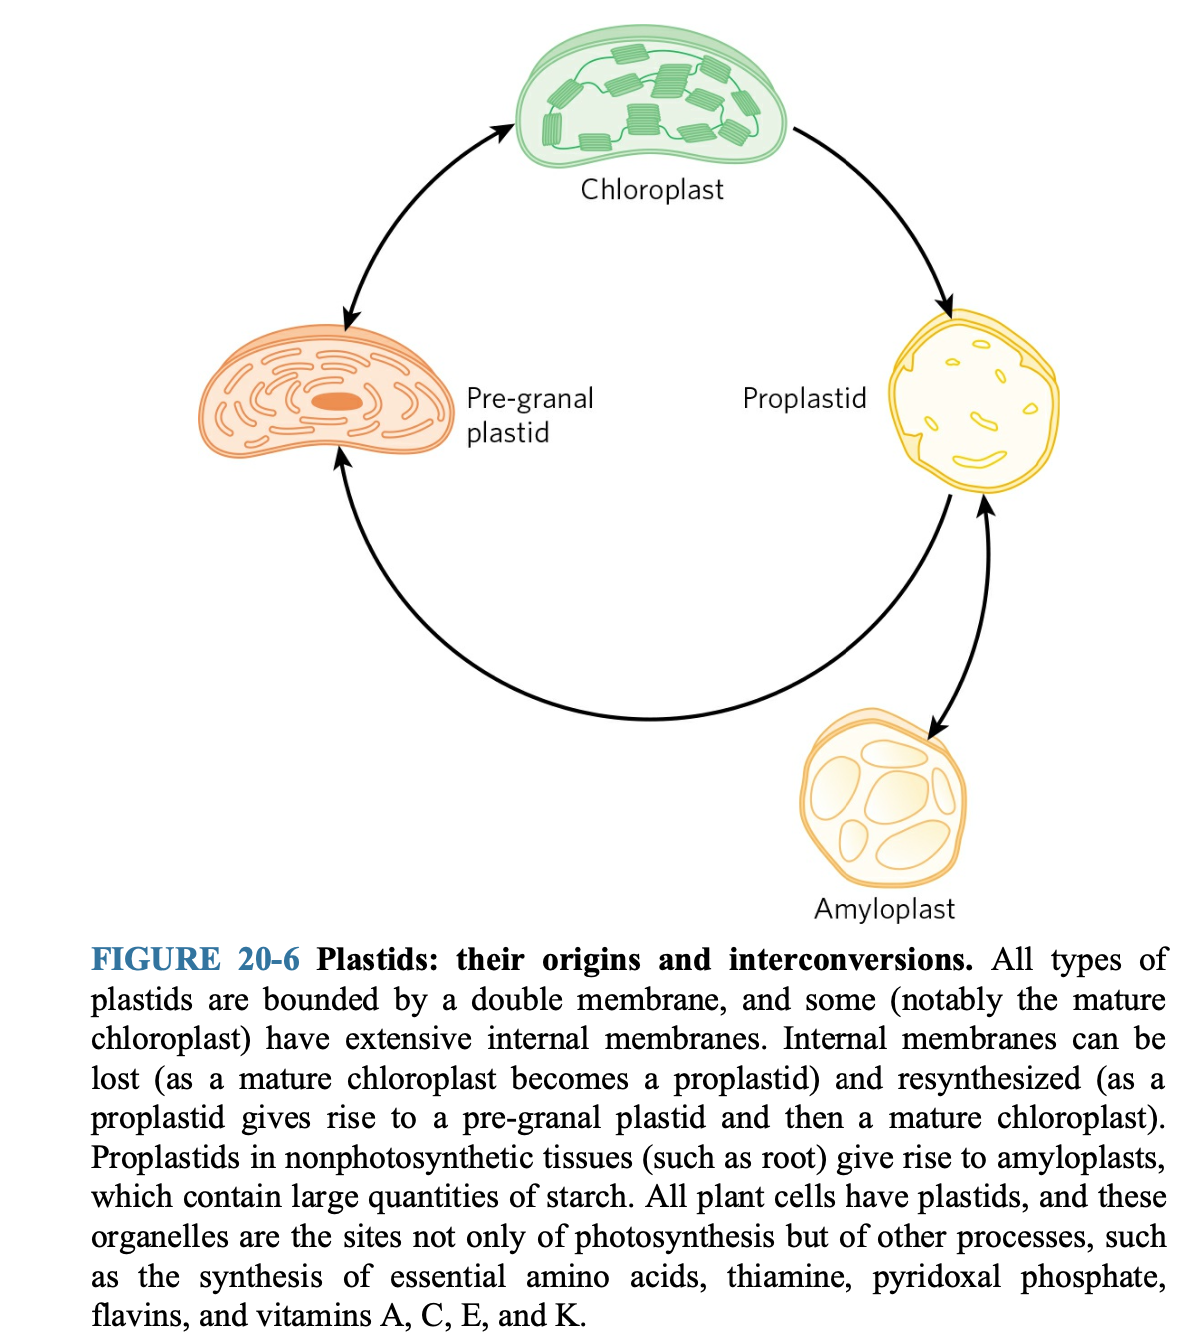 Chloroplast
Pre-granal
plastid
Proplastid
Amyloplast
FIGURE 20-6 Plastids: their origins and interconversions. All types of
plastids are bounded by a double membrane, and some (notably the mature
chloroplast) have extensive internal membranes. Internal membranes can be
lost (as a mature chloroplast becomes a proplastid) and resynthesized (as a
proplastid gives rise to a pre-granal plastid and then a mature chloroplast).
Proplastids in nonphotosynthetic tissues (such as root) give rise to amyloplasts,
which contain large quantities of starch. All plant cells have plastids, and these
organelles are the sites not only of photosynthesis but of other processes, such
as the synthesis of essential amino acids, thiamine, pyridoxal phosphate,
flavins, and vitamins A, C, E, and K.